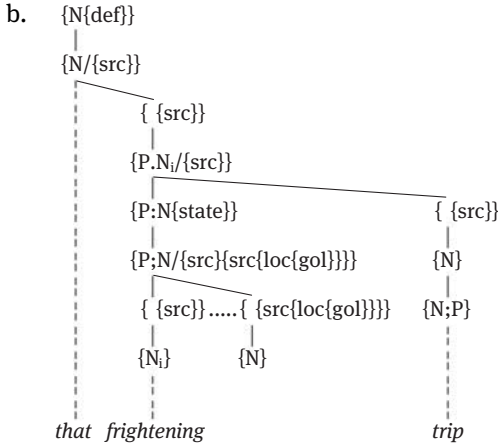 b. {N{def}}
{N/{src}}
{ {src}}
{P.Nᵢ/{src}}
{P:N{state}} { {src}}
{P;N/{src}{src{loc{gol}}}} {N}
{ {src}}.....{ {src{loc{gol}}}} {N;P}
{Nᵢ} {N}
that frightening trip